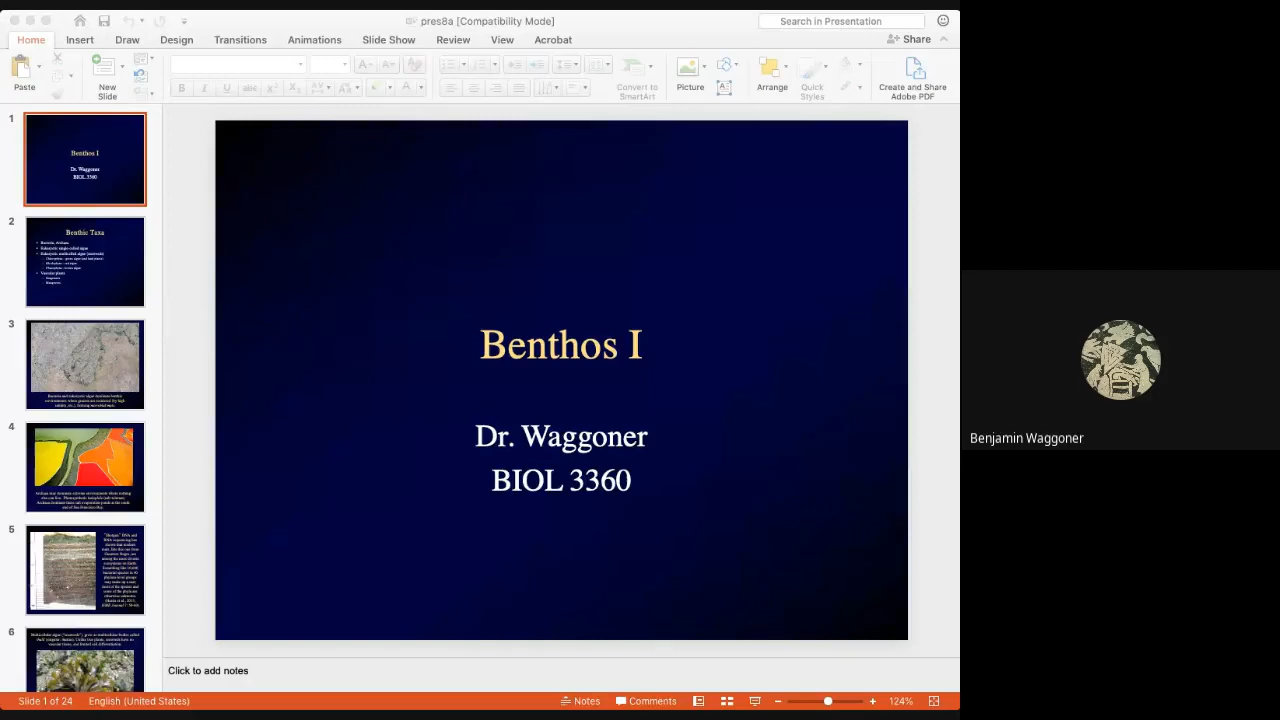 pres8a [Compatibility Mode]
Search in Presentation
Home Insert Draw Design Transitions Animations Slide Show Review View Acrobat
Share
Paste
New
Slide
Convert to
SmartArt
Picture
Arrange
Quick
Styles
Create and Share
Adobe PDF
1
Benthos I
Dr. Waggoner
BIOL 3360
2
Benthic Taxa
3
4
5
6
Benthos I
Dr. Waggoner
BIOL 3360
Benjamin Waggoner
Click to add notes
Slide 1 of 24
English (United States)
Notes
Comments
124%